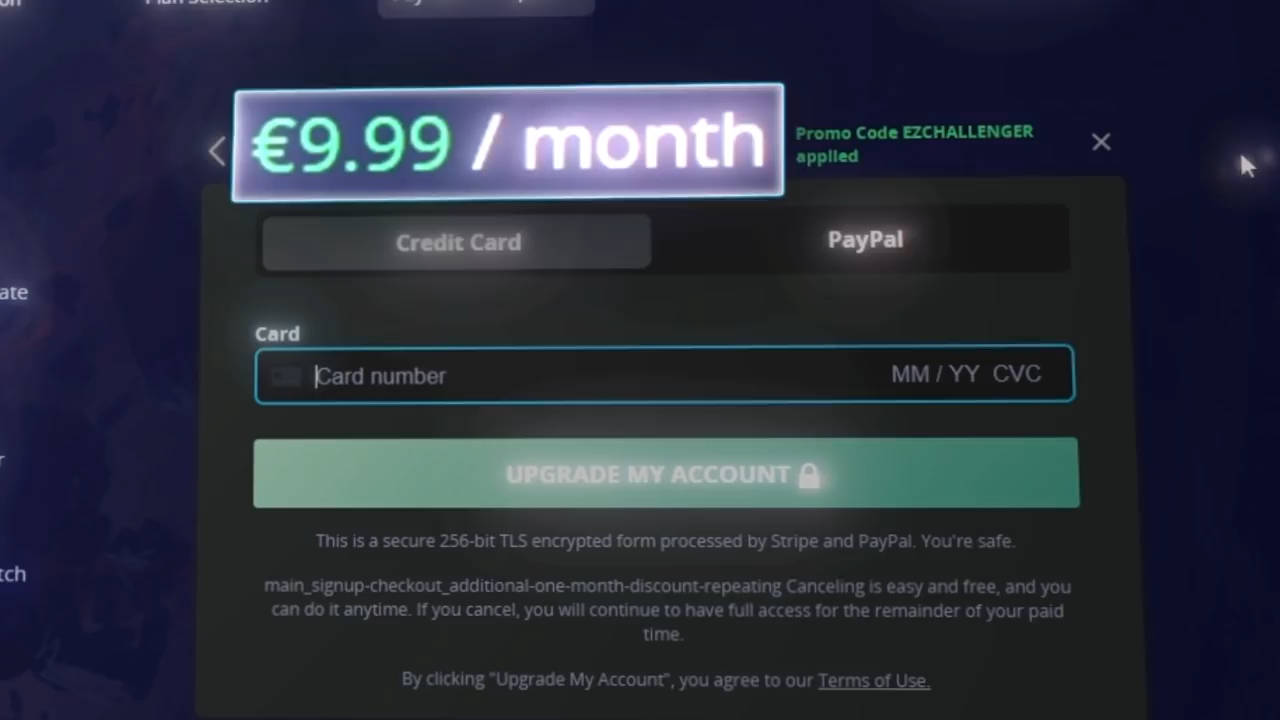 Plan Selection
€9.99 / month
Promo Code EZCHALLENGER
applied
Credit Card
PayPal
ate
Card
Card number
MM / YY CVC
UPGRADE MY ACCOUNT
This is a secure 256-bit TLS encrypted form processed by Stripe and PayPal. You're safe.
main_signup-checkout_additional-one-month-discount-repeating Canceling is easy and free, and you
can do it anytime. If you cancel, you will continue to have full access for the remainder of your paid
time.
tch
By clicking "Upgrade My Account", you agree to our Terms of Use.